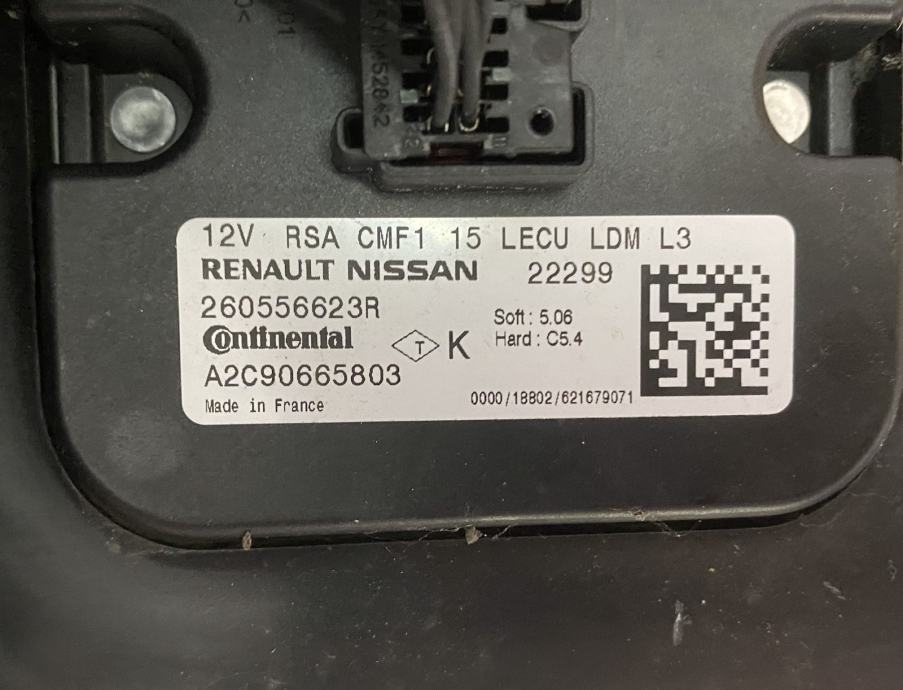 12V RSA CMF1 15 LECU LDM L3
RENAULT NISSAN 22299
260556623R
Continental T K
Soft : 5.06
Hard : C5.4
A2C90665803
Made in France
0000/18802/621679071